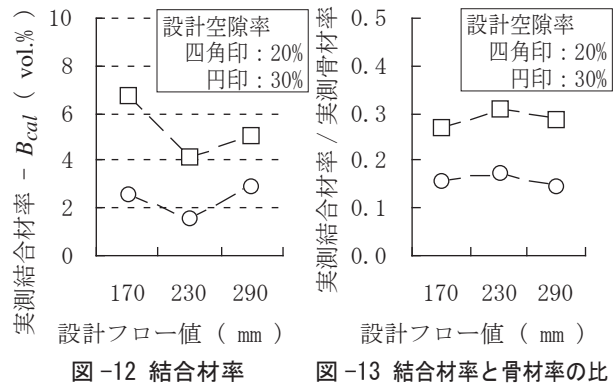 実測結合材率 − Bcal ( vol.% )
10
8
6
4
2
0
設計空隙率
四角印：20%
円印：30%
170 230 290
設計フロー値 ( mm )
図-12 結合材率
実測結合材率 / 実測骨材率
0.5
0.4
0.3
0.2
0.1
0.0
設計空隙率
四角印：20%
円印：30%
170 230 290
設計フロー値 ( mm )
図-13 結合材率と骨材率の比